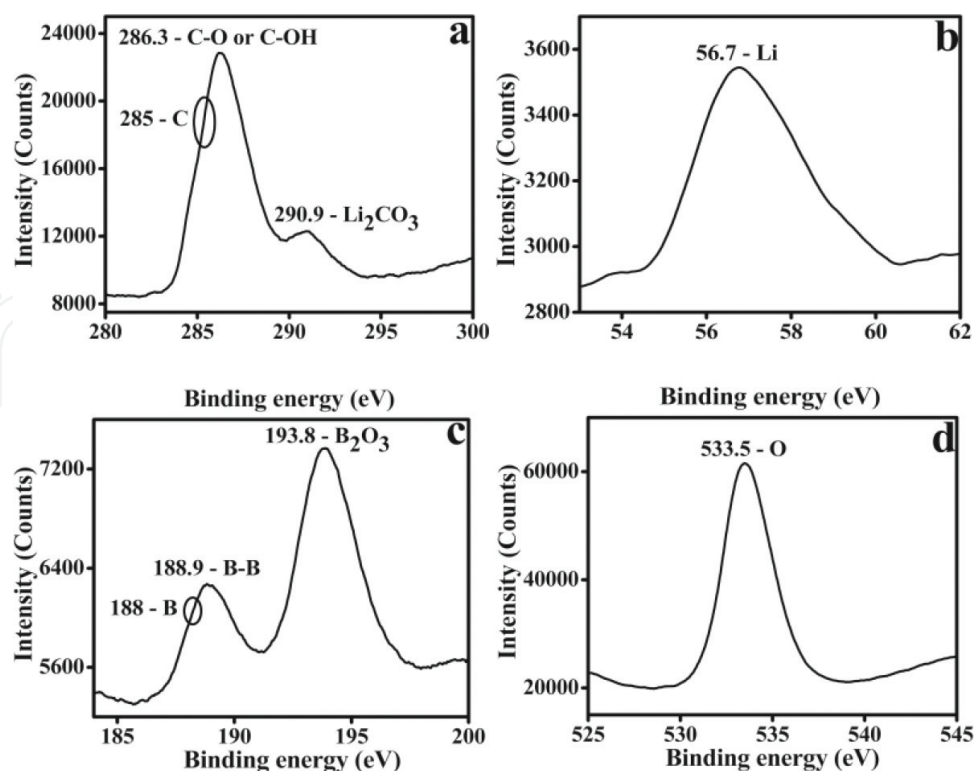 a
286.3 - C-O or C-OH
285 - C
290.9 - Li₂CO₃
Intensity (Counts)
24000
20000
16000
12000
8000
280 285 290 295 300
Binding energy (eV)
b
56.7 - Li
Intensity (Counts)
3600
3400
3200
3000
2800
54 56 58 60 62
Binding energy (eV)
c
193.8 - B₂O₃
188.9 - B-B
188 - B
Intensity (Counts)
7200
6400
5600
185 190 195 200
Binding energy (eV)
d
533.5 - O
Intensity (Counts)
60000
40000
20000
525 530 535 540 545
Binding energy (eV)